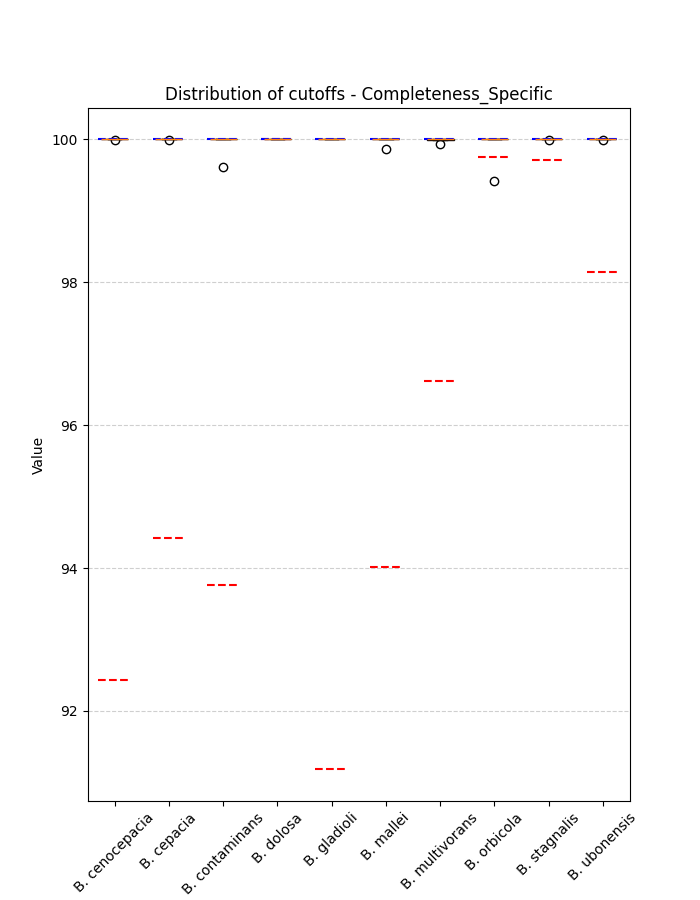 Distribution of cutoffs - Completeness_Specific
100
98
96
94
92
Value
B. cenocepacia
B. cepacia
B. contaminans
B. dolosa
B. gladioli
B. mallei
B. multivorans
B. orbicola
B. stagnalis
B. ubonensis